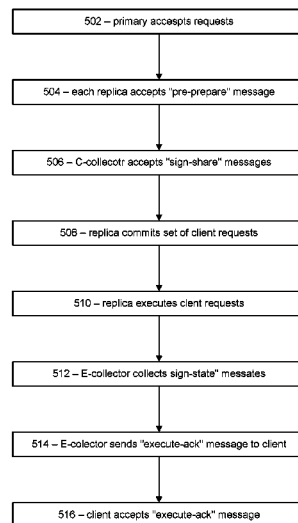 502 – primary accespts requests
504 – each replica accepts "pre-prepare" message
506 – C-collecotr accepts "sign-share" messages
508 – replica commits set of client requests
510 – replica executes clent requests
512 – E-collector collects sign-state" messates
514 – E-colector sends "execute-ack" message to client
516 – client accepts "execute-ack" message